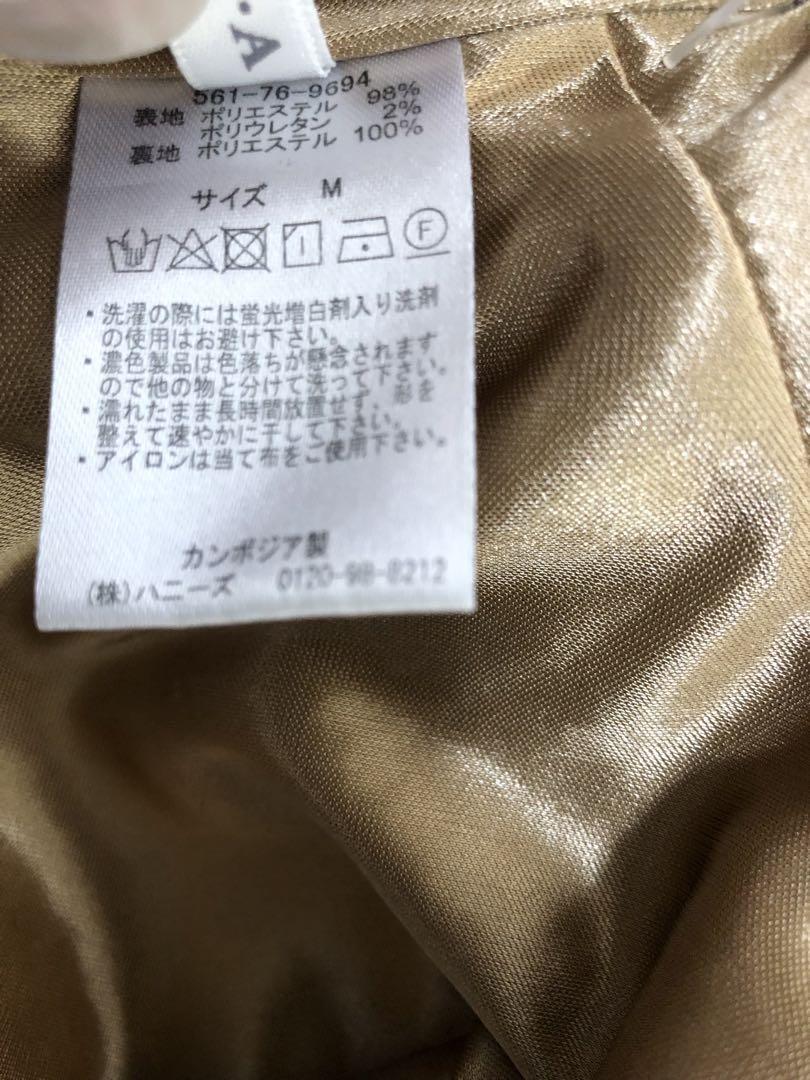 ・A
561-76-9694
表地 ポリエステル 98%
ポリウレタン 2%
裏地 ポリエステル 100%
サイズ M
F
・洗濯の際には蛍光増白剤入り洗剤
の使用はお避け下さい。
・濃色製品は色落ちが懸念されます
ので他の物と分けて洗って下さい。
・濡れたまま長時間放置せず、形を
整えて速やかに干して下さい。
・アイロンは当て布をご使用下さい。
カンボジア製
(株)ハニーズ 0120-98-8212